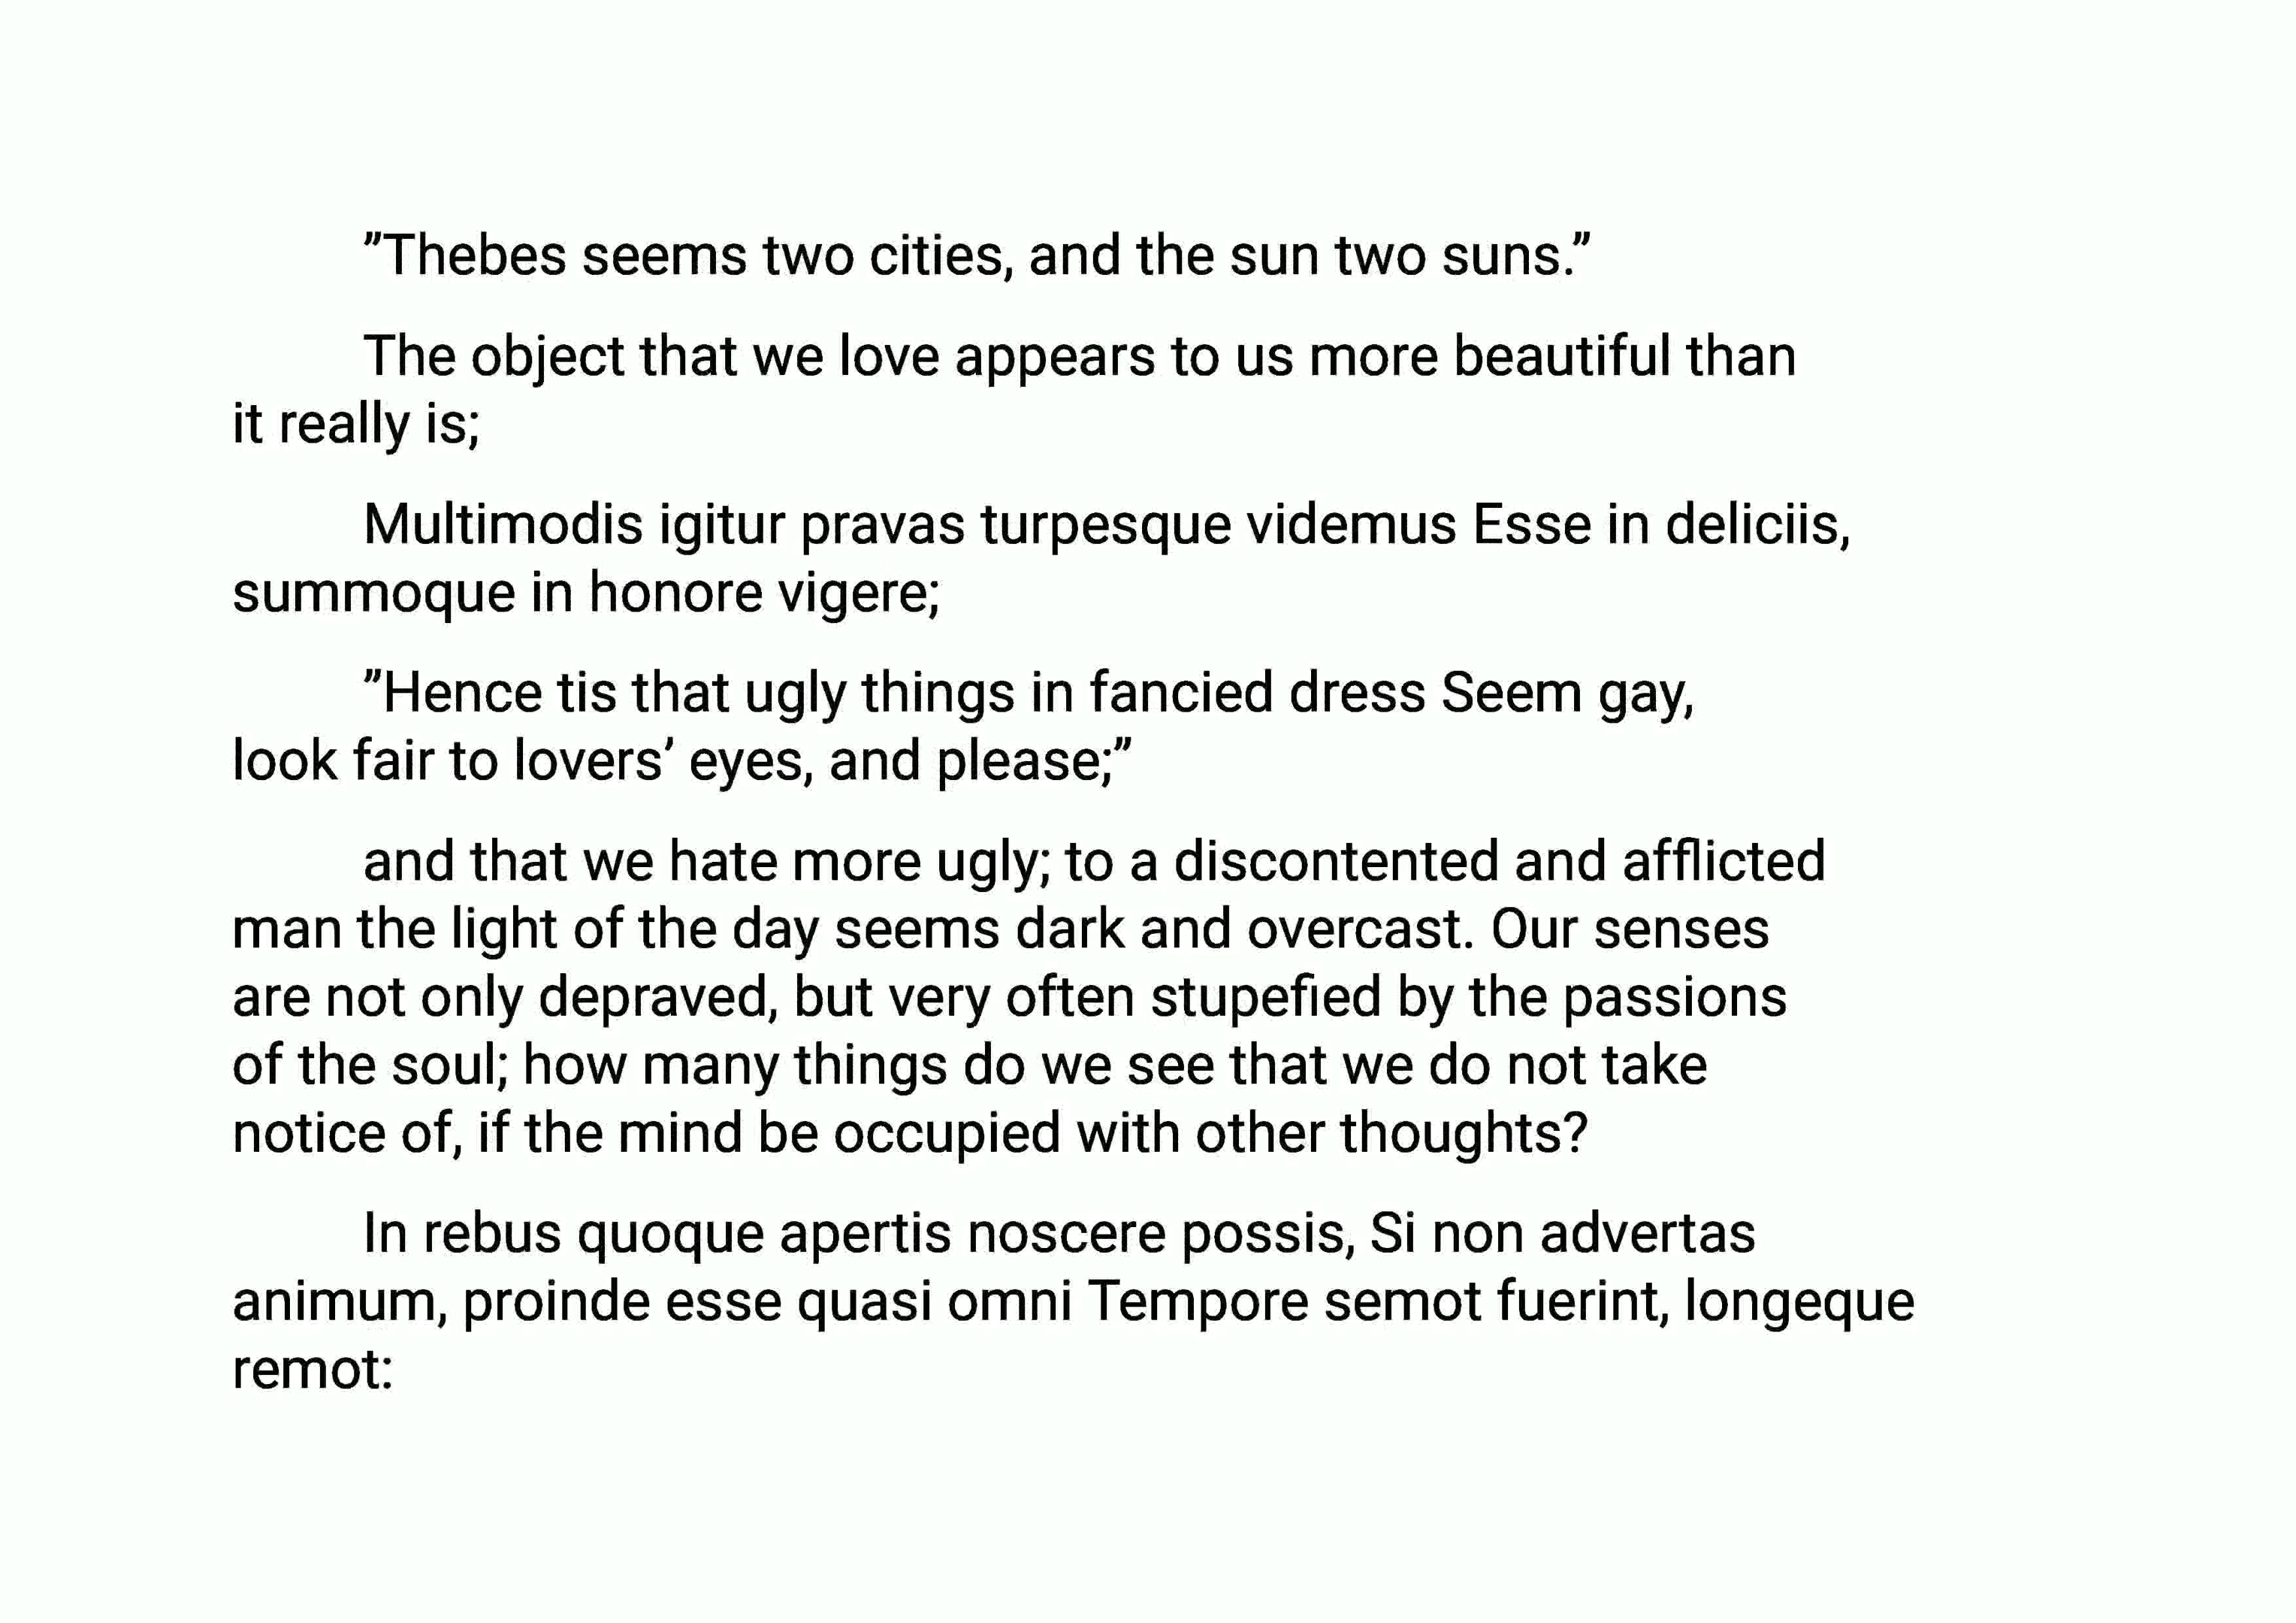 ”Thebes seems two cities, and the sun two suns.”
The object that we love appears to us more beautiful than
it really is;
Multimodis igitur pravas turpesque videmus Esse in deliciis,
summoque in honore vigere;
”Hence tis that ugly things in fancied dress Seem gay,
look fair to lovers’ eyes, and please;”
and that we hate more ugly; to a discontented and afflicted
man the light of the day seems dark and overcast. Our senses
are not only depraved, but very often stupefied by the passions
of the soul; how many things do we see that we do not take
notice of, if the mind be occupied with other thoughts?
In rebus quoque apertis noscere possis, Si non advertas
animum, proinde esse quasi omni Tempore semot fuerint, longeque
remot: